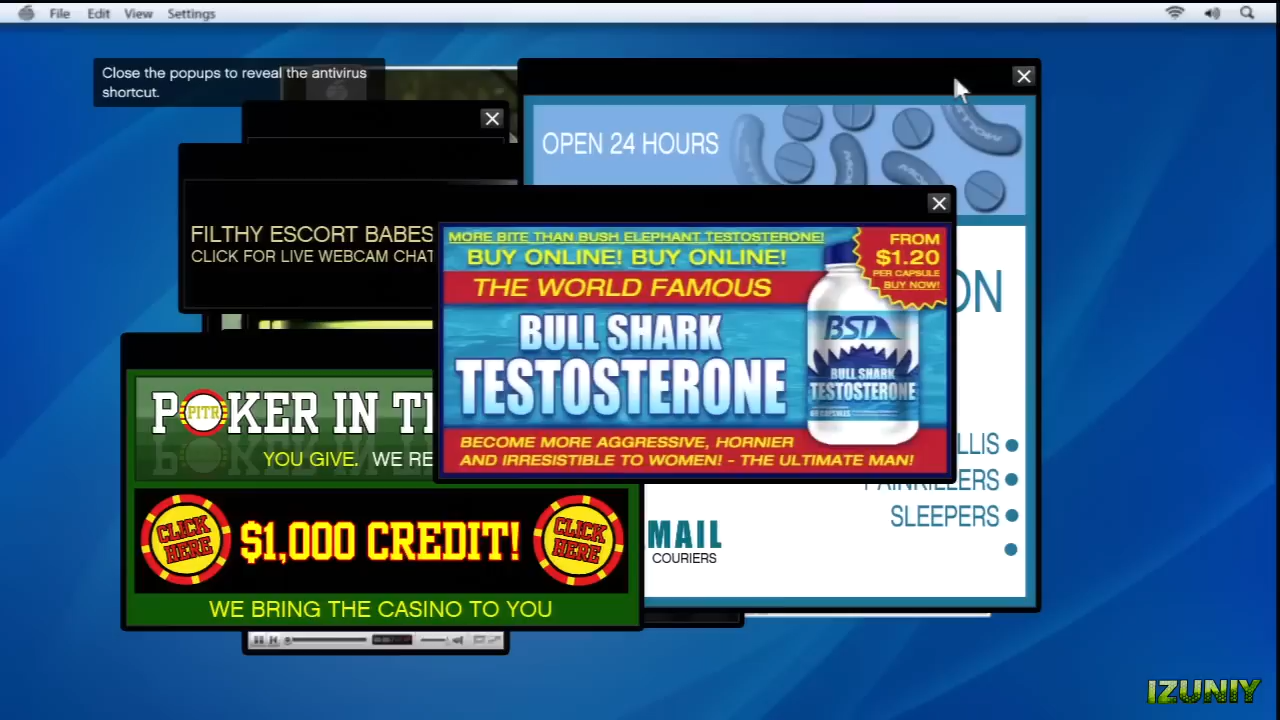 File Edit View Settings
Close the popups to reveal the antivirus
shortcut.
OPEN 24 HOURS
FILTHY ESCORT BABES
CLICK FOR LIVE WEBCAM CHAT
MORE BITE THAN BUSH ELEPHANT TESTOSTERONE!
BUY ONLINE! BUY ONLINE!
THE WORLD FAMOUS
BULL SHARK
TESTOSTERONE
BECOME MORE AGGRESSIVE, HORNIER
AND IRRESISTIBLE TO WOMEN! - THE ULTIMATE MAN!
FROM
$1.20
PER CAPSULE
BUY NOW!
BST
BULL SHARK
TESTOSTERONE
ON
POKER IN T
PITR
YOU GIVE. WE RE
CLICK
HERE
$1,000 CREDIT!
CLICK
HERE
WE BRING THE CASINO TO YOU
LLIS
PAINKILLERS
SLEEPERS
MAIL
COURIERS
IZUNIY